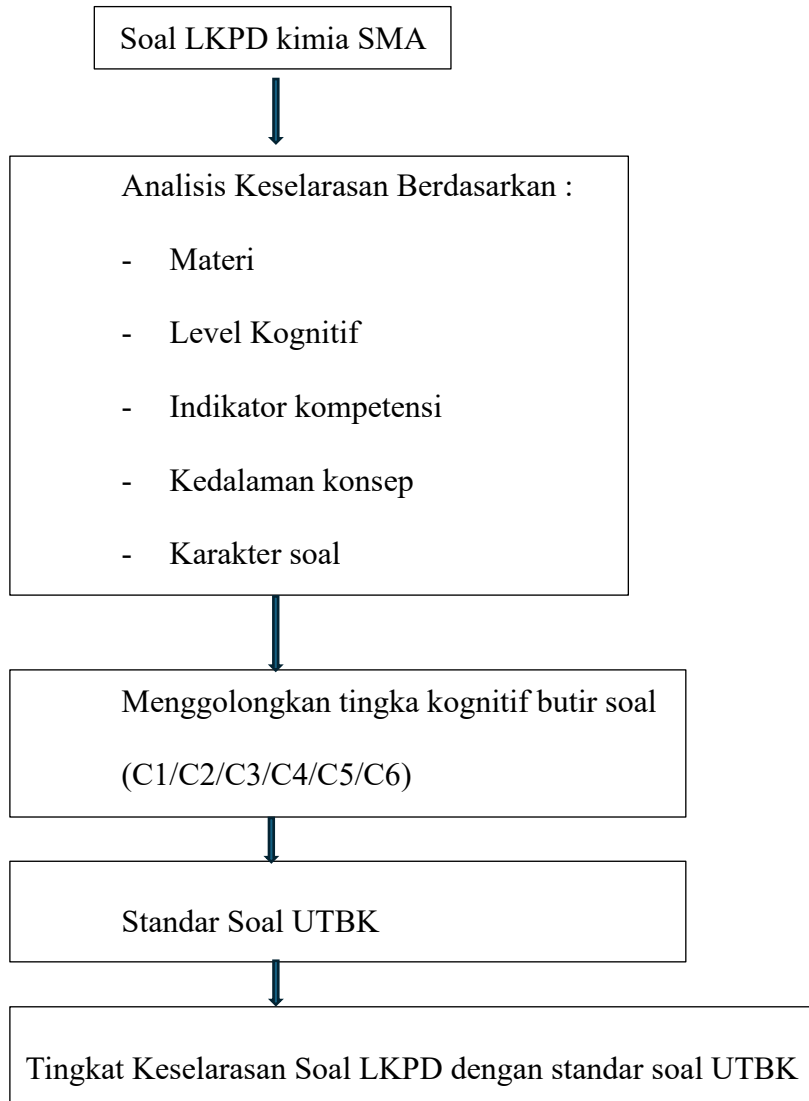 Soal LKPD kimia SMA
Analisis Keselarasan Berdasarkan :
- Materi
- Level Kognitif
- Indikator kompetensi
- Kedalaman konsep
- Karakter soal
Menggolongkan tingka kognitif butir soal
(C1/C2/C3/C4/C5/C6)
Standar Soal UTBK
Tingkat Keselarasan Soal LKPD dengan standar soal UTBK